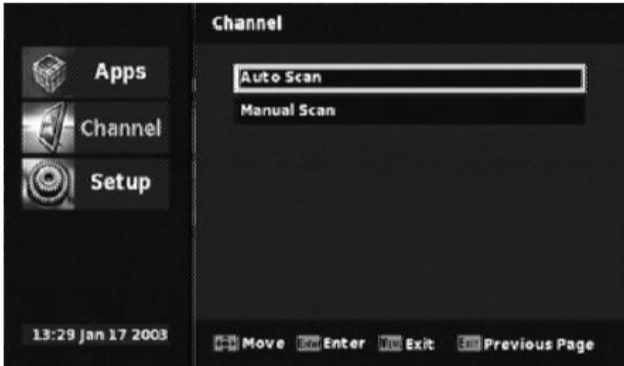 Channel
Apps
Channel
Setup
Auto Scan
Manual Scan
13:29 Jan 17 2003
Move Enter Exit Previous Page